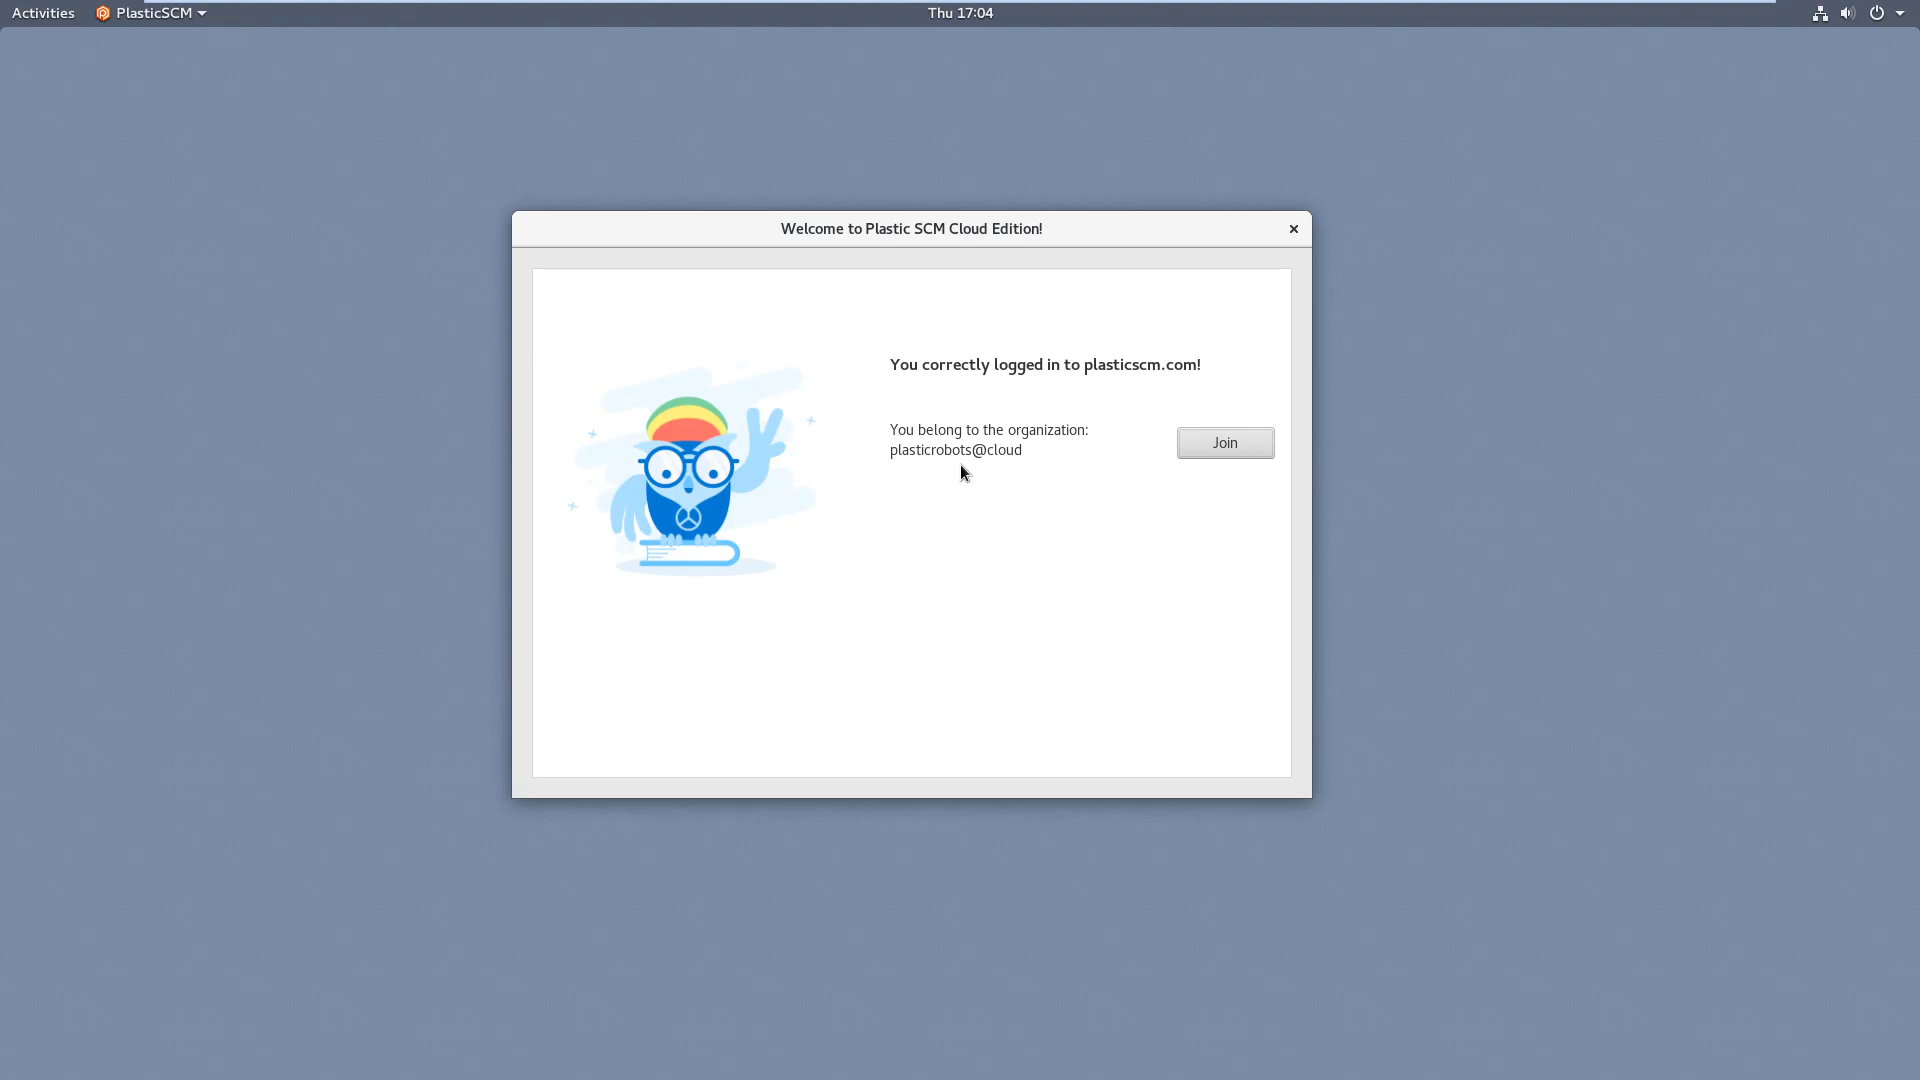 Activities PlasticSCM Thu 17:04
Welcome to Plastic SCM Cloud Edition!
You correctly logged in to plasticscm.com!
You belong to the organization:
plasticrobots@cloud
Join